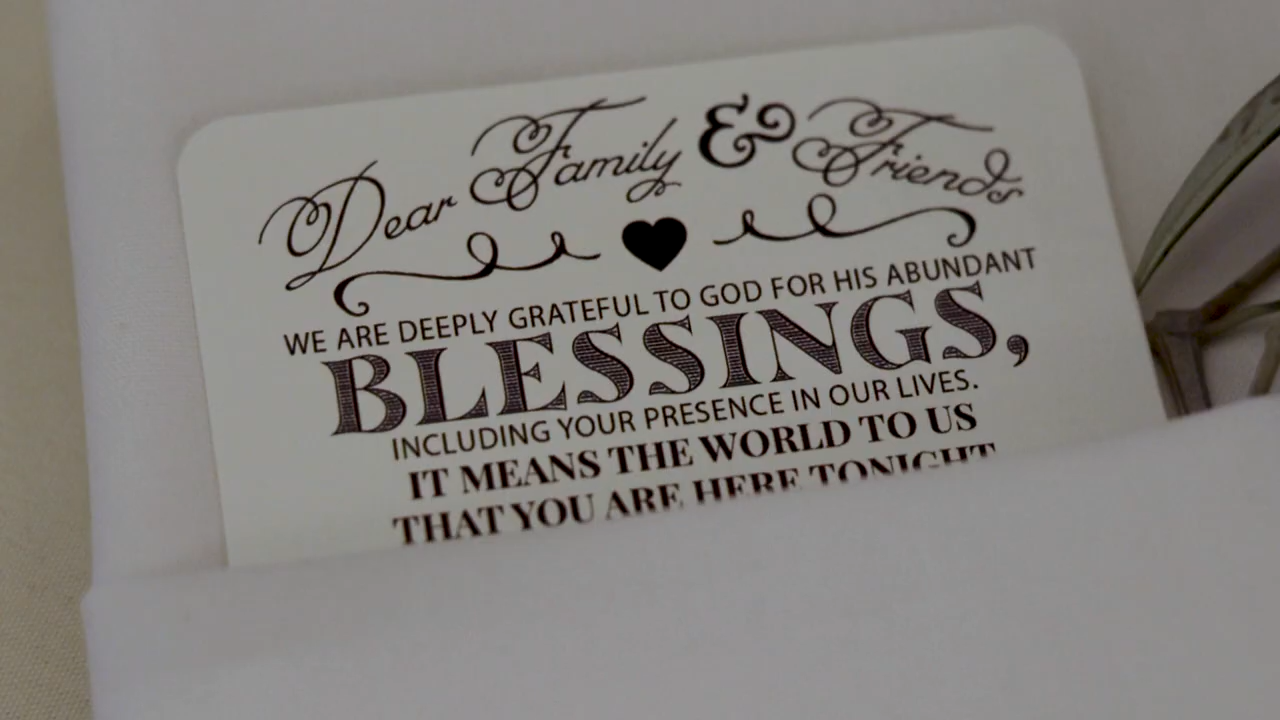 Dear Family & Friends
WE ARE DEEPLY GRATEFUL TO GOD FOR HIS ABUNDANT
BLESSINGS,
INCLUDING YOUR PRESENCE IN OUR LIVES.
IT MEANS THE WORLD TO US
THAT YOU ARE HERE TONIGHT